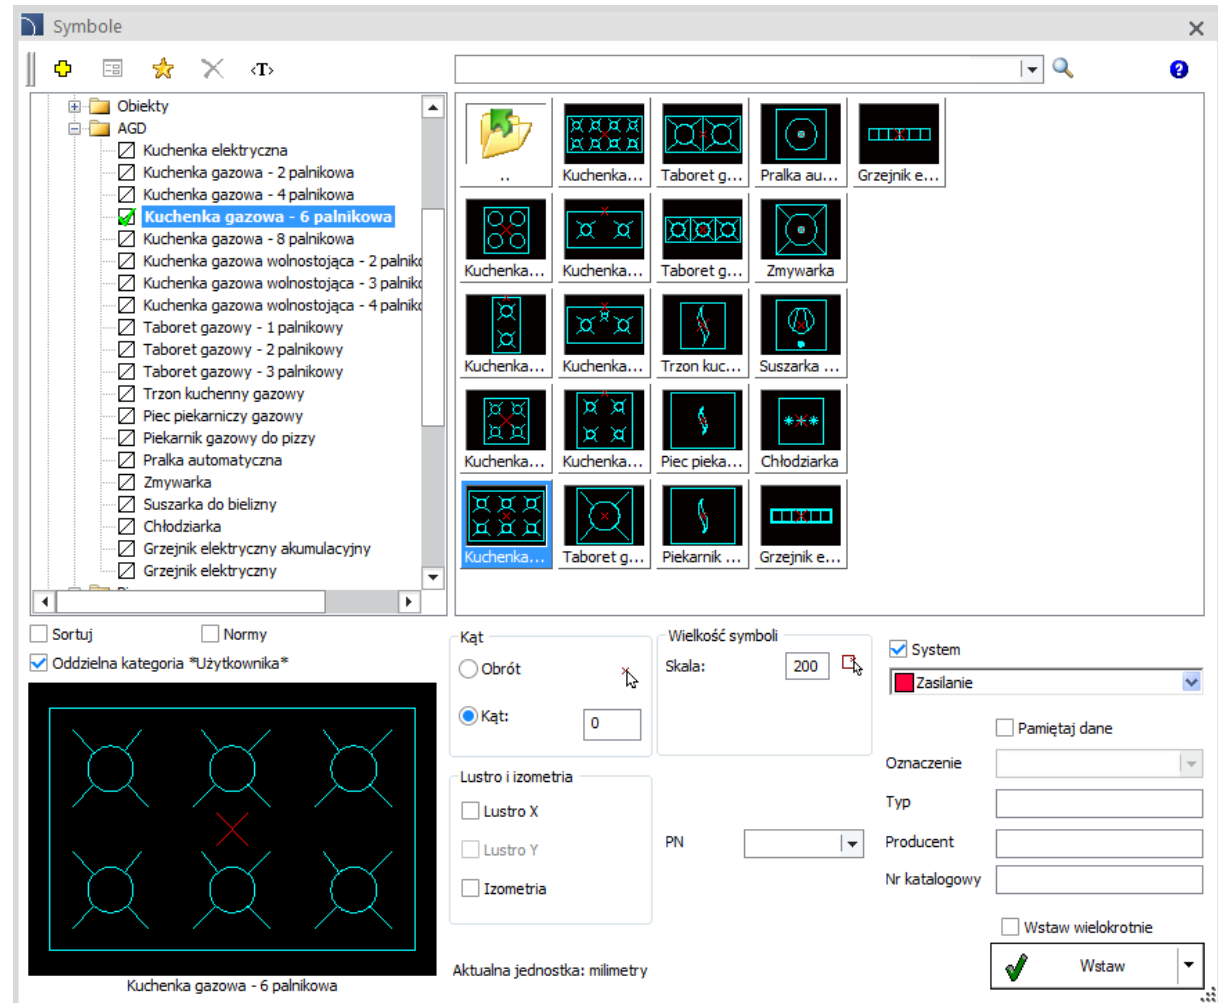 Symbole
<T>
Obiekty
AGD
Kuchenka elektryczna
Kuchenka gazowa - 2 palnikowa
Kuchenka gazowa - 4 palnikowa
Kuchenka gazowa - 6 palnikowa
Kuchenka gazowa - 8 palnikowa
Kuchenka gazowa wolnostojąca - 2 palniko
Kuchenka gazowa wolnostojąca - 3 palniko
Kuchenka gazowa wolnostojąca - 4 palniko
Taboret gazowy - 1 palnikowy
Taboret gazowy - 2 palnikowy
Taboret gazowy - 3 palnikowy
Trzon kuchenny gazowy
Piec piekarniczy gazowy
Piekarnik gazowy do pizzy
Pralka automatyczna
Zmywarka
Suszarka do bielizny
Chłodziarka
Grzejnik elektryczny akumulacyjny
Grzejnik elektryczny
.. Kuchenka... Taboret g... Pralka au... Grzejnik e...
Kuchenka... Kuchenka... Taboret g... Zmywarka
Kuchenka... Kuchenka... Trzon kuc... Suszarka ...
Kuchenka... Kuchenka... Piec pieka... Chłodziarka
Kuchenka... Taboret g... Piekarnik ... Grzejnik e...
Sortuj Normy
Oddzielna kategoria *Użytkownika*
Kuchenka gazowa - 6 palnikowa
Kąt
Obrót
Kąt: 0
Lustro i izometria
Lustro X
Lustro Y
Izometria
Aktualna jednostka: milimetry
Wielkość symboli
Skala: 200
PN
System
Zasilanie
Pamiętaj dane
Oznaczenie
Typ
Producent
Nr katalogowy
Wstaw wielokrotnie
Wstaw